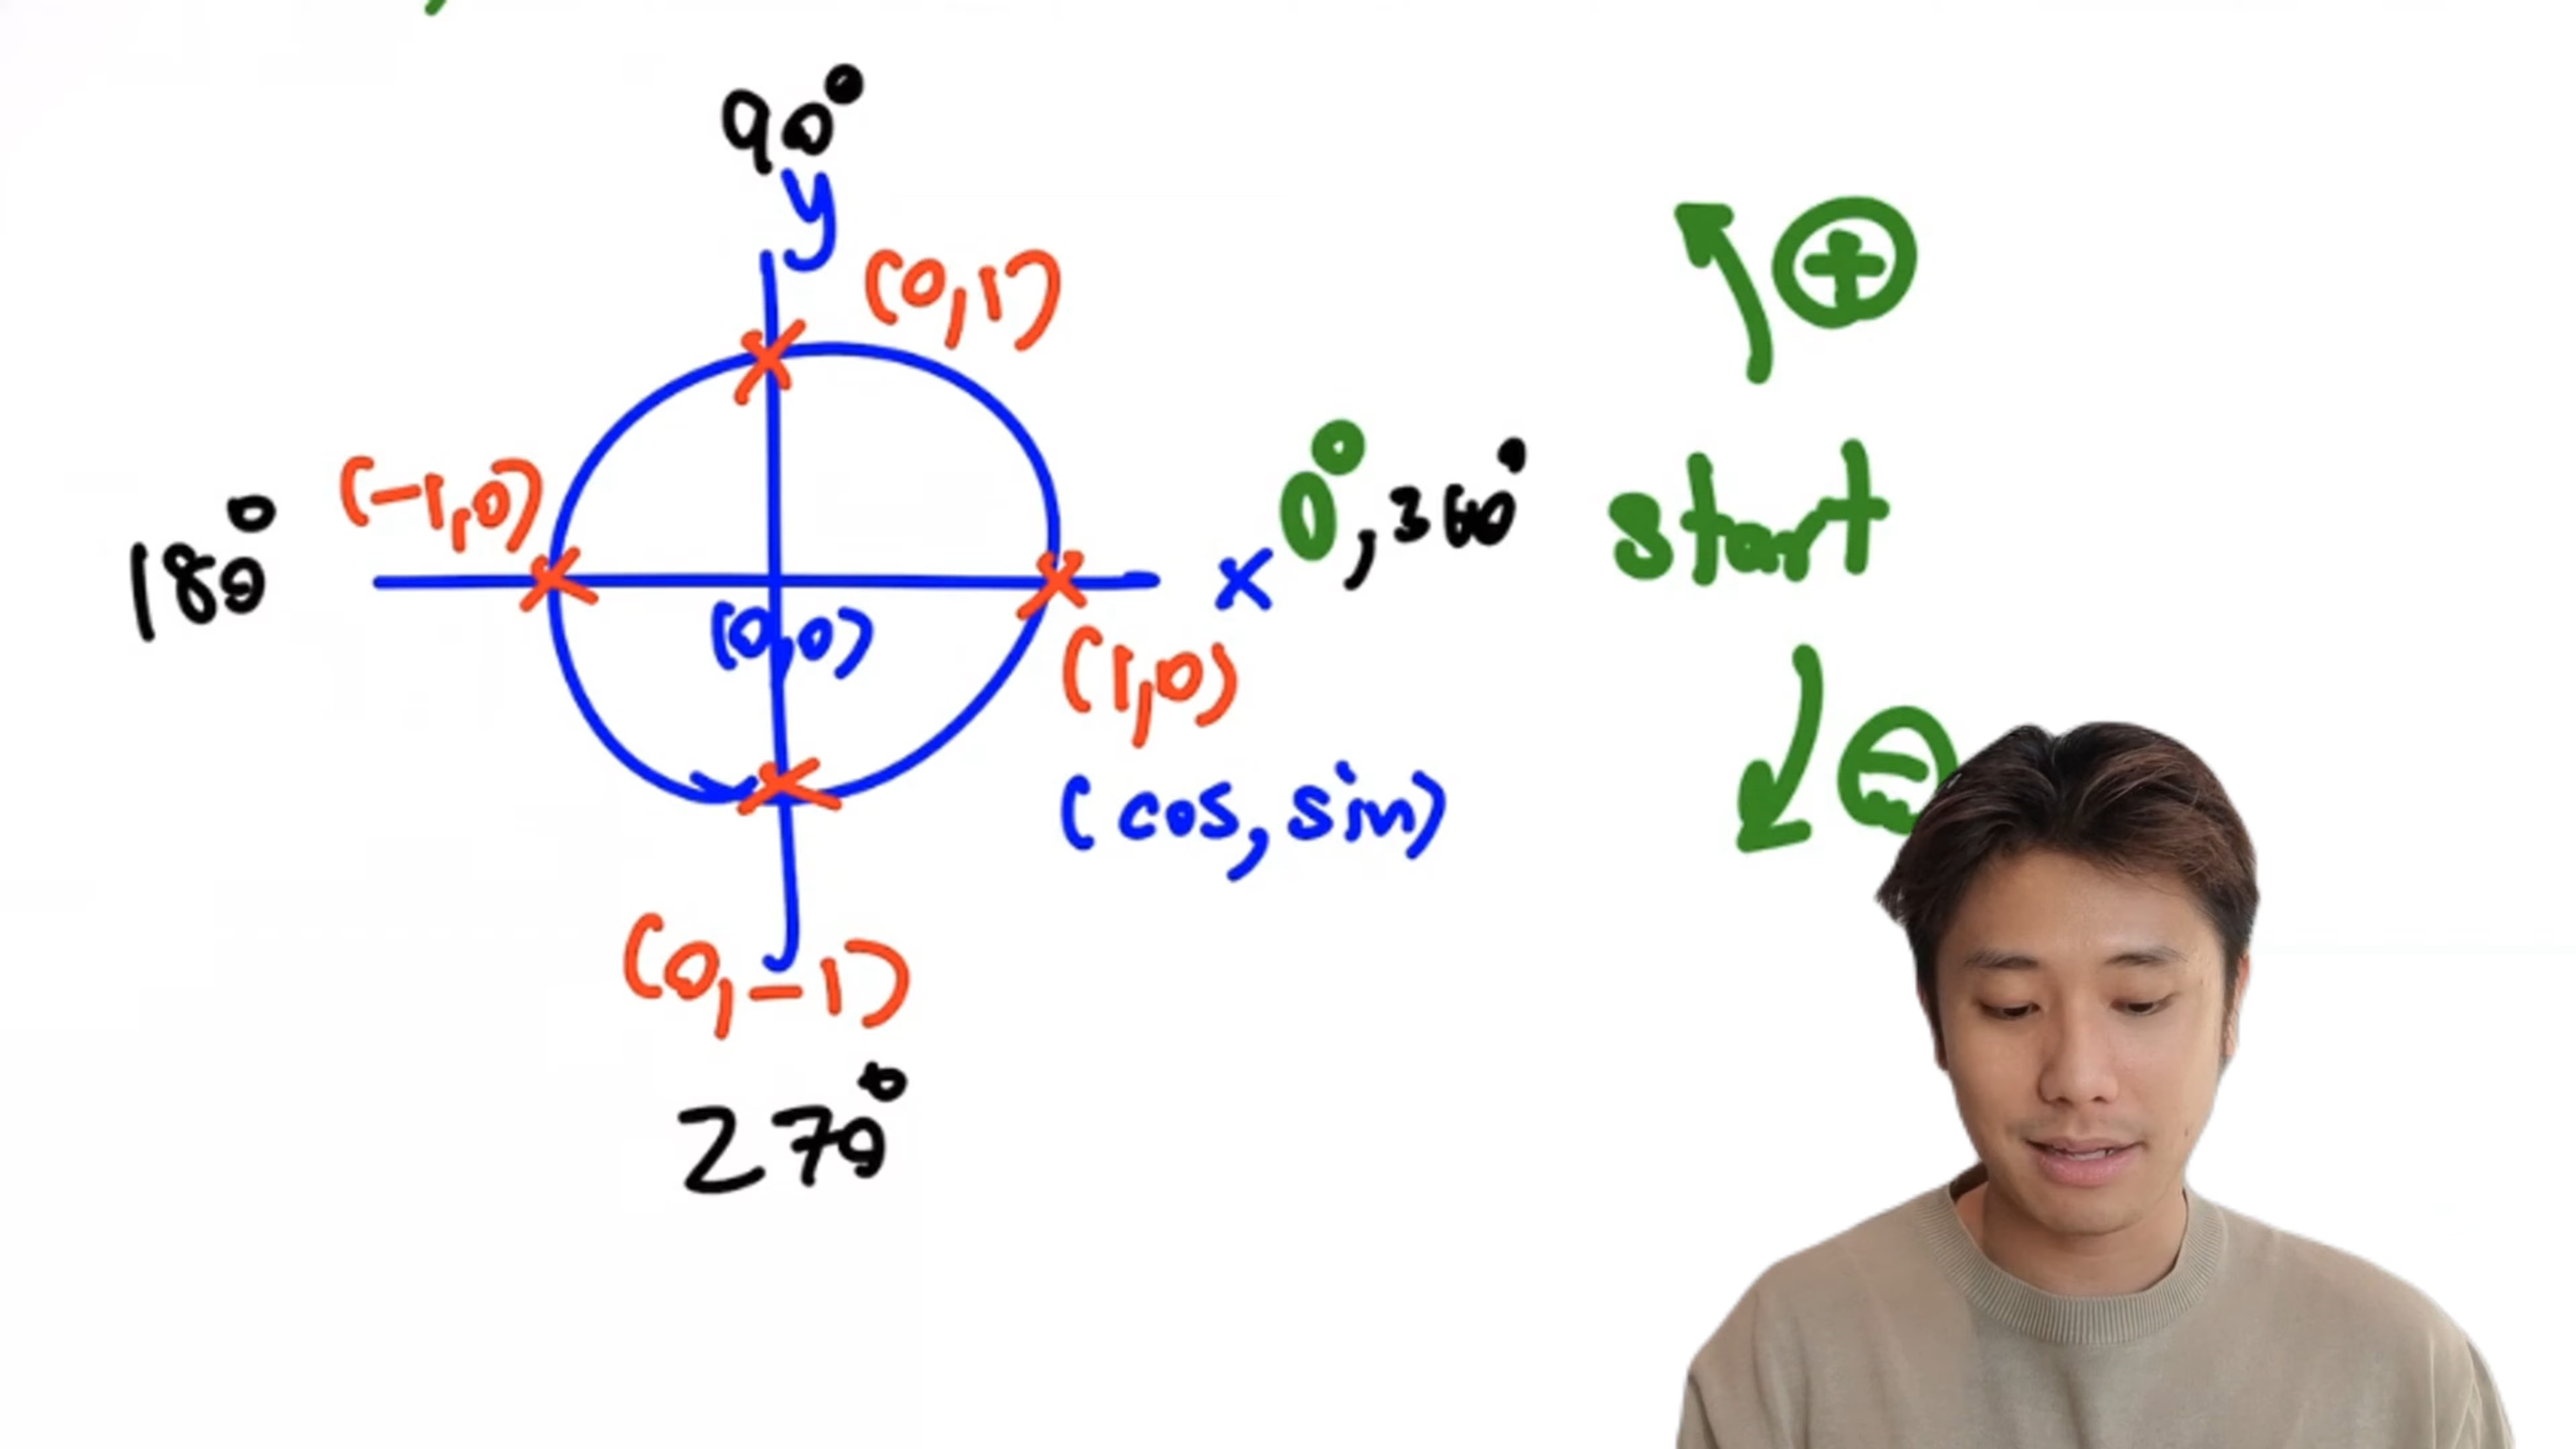 90°
y
(0,1)
+
(-1,0)
180°
0°, 360°
start
x
(0,0)
(1,0)
(cos, sin)
−
(0,-1)
270°